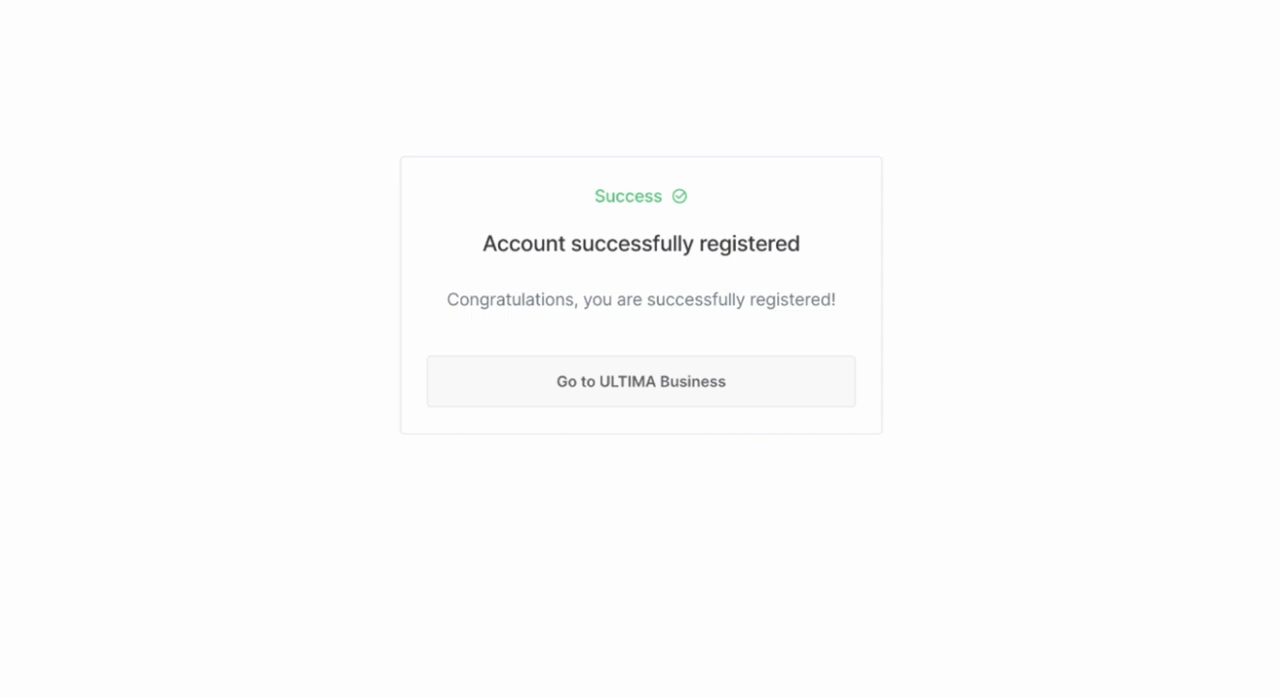 Success
Account successfully registered
Congratulations, you are successfully registered!
Go to ULTIMA Business